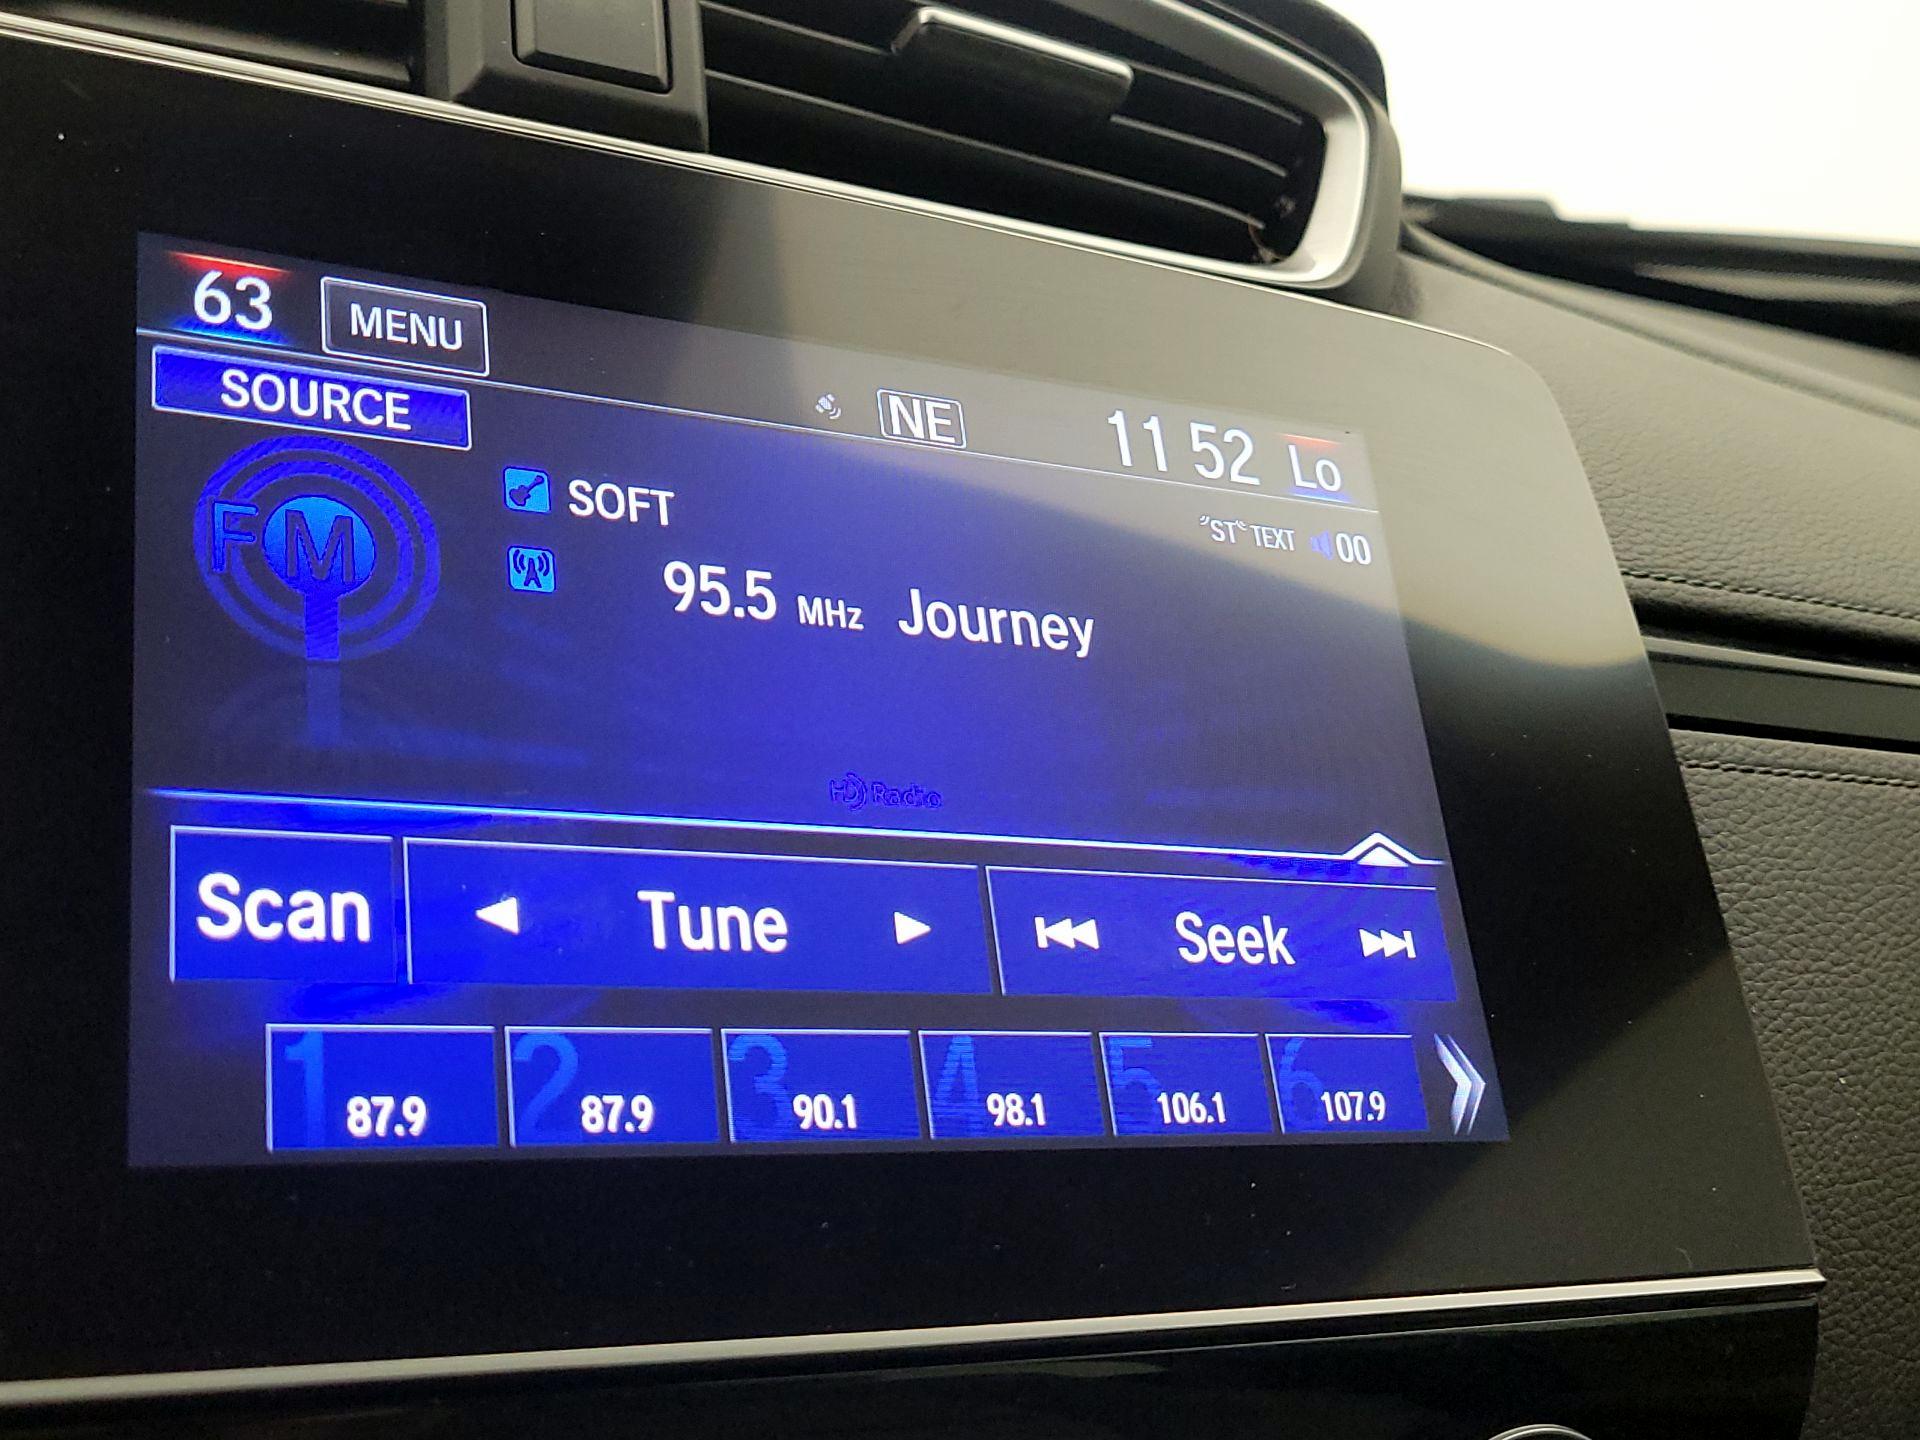 63 MENU
NE 11 52 Lo
SOURCE
FM
SOFT
"ST" TEXT 00
95.5 MHz Journey
HD Radio
Scan Tune Seek
1 87.9 2 87.9 3 90.1 4 98.1 5 106.1 6 107.9